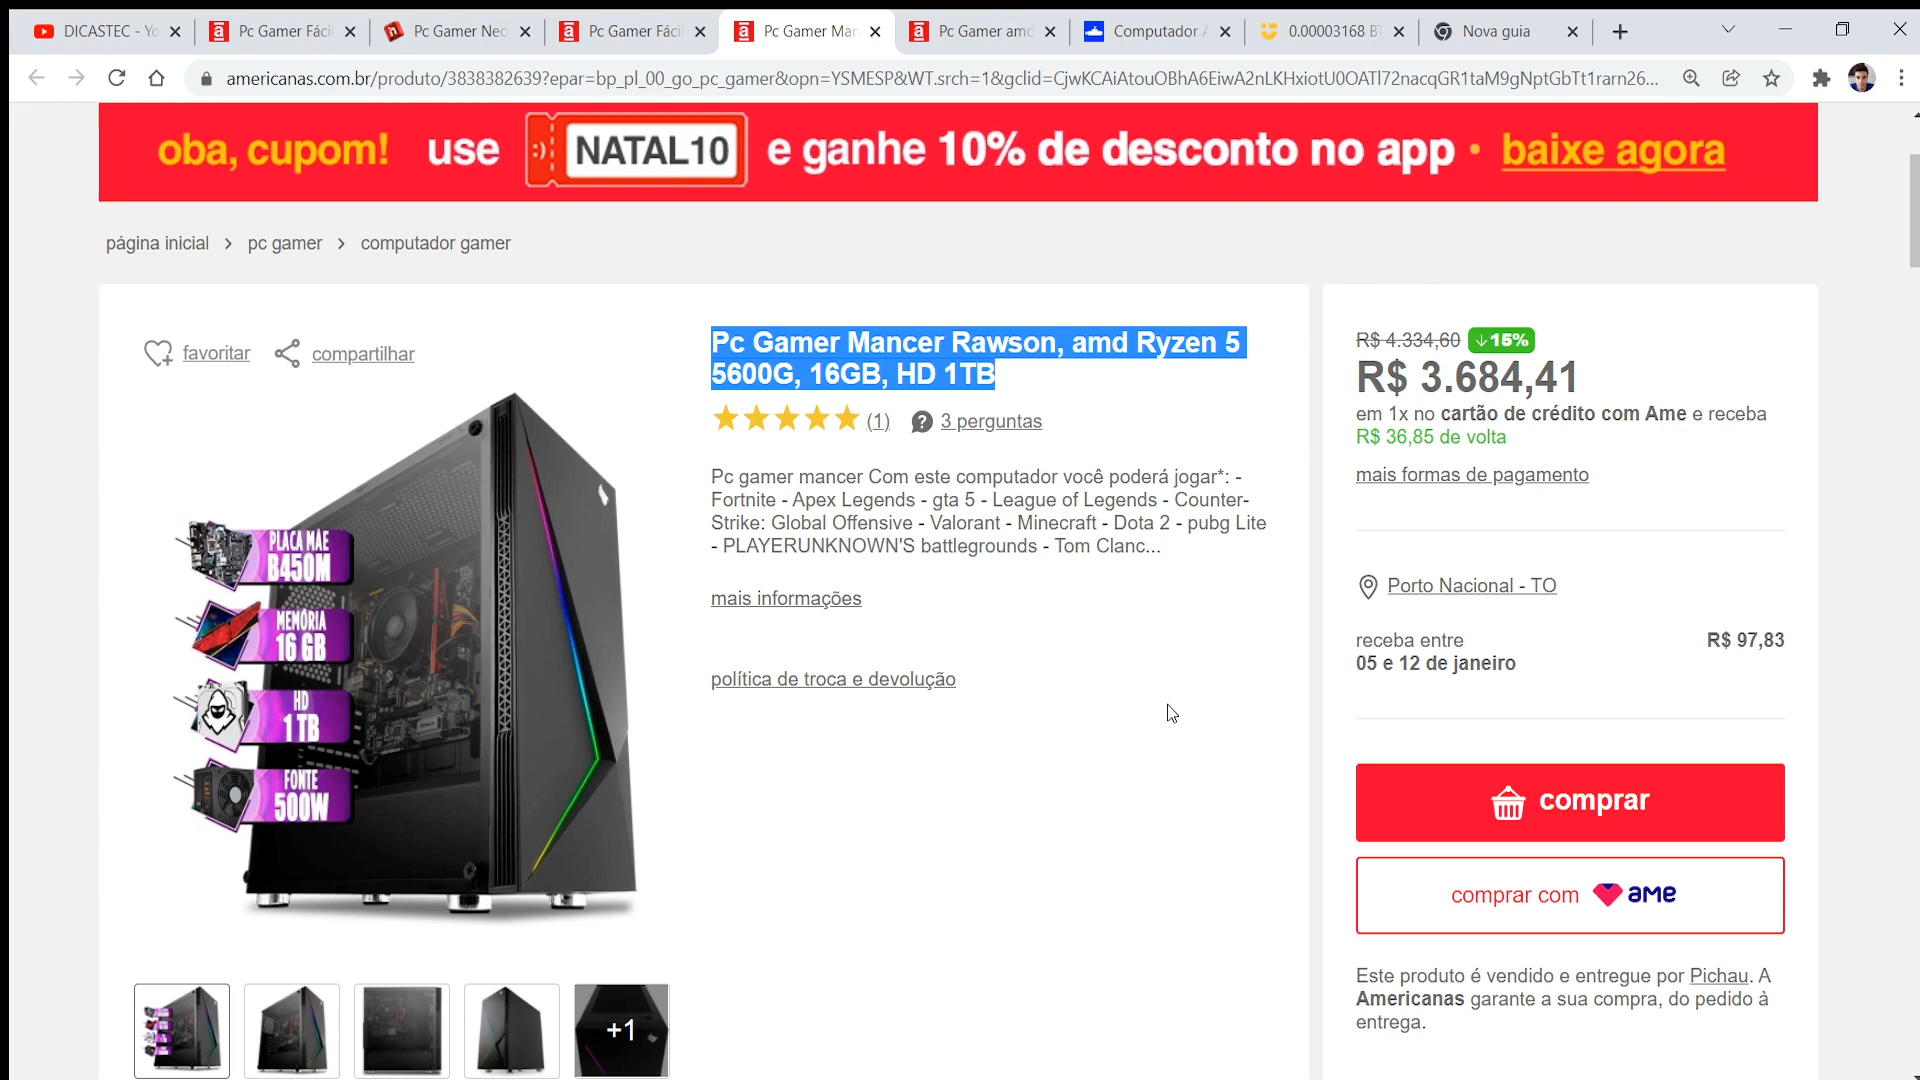 DICASTEC - Yo
Pc Gamer Fáci
Pc Gamer Neo
Pc Gamer Fáci
Pc Gamer Man
Pc Gamer amd
Computador A
0.00003168 BT
Nova guia
americanas.com.br/produto/3838382639?epar=bp_pl_00_go_pc_gamer&opn=YSMESP&WT.srch=1&gclid=CjwKCAiAtouOBhA6EiwA2nLKHxiotU0OATl72nacqGR1taM9gNptGbTt1rarn26...
oba, cupom! use NATAL10 e ganhe 10% de desconto no app · baixe agora
página inicial > pc gamer > computador gamer
favoritar
compartilhar
PLACA MÃE
B450M
MEMÓRIA
16 GB
HD
1 TB
FONTE
500W
+1
Pc Gamer Mancer Rawson, amd Ryzen 5
5600G, 16GB, HD 1TB
(1) 3 perguntas
Pc gamer mancer Com este computador você poderá jogar*: -
Fortnite - Apex Legends - gta 5 - League of Legends - Counter-
Strike: Global Offensive - Valorant - Minecraft - Dota 2 - pubg Lite
- PLAYERUNKNOWN'S battlegrounds - Tom Clanc...
mais informações
política de troca e devolução
R$ 4.334,60 15%
R$ 3.684,41
em 1x no cartão de crédito com Ame e receba
R$ 36,85 de volta
mais formas de pagamento
Porto Nacional - TO
receba entre R$ 97,83
05 e 12 de janeiro
comprar
comprar com ame
Este produto é vendido e entregue por Pichau. A
Americanas garante a sua compra, do pedido à
entrega.